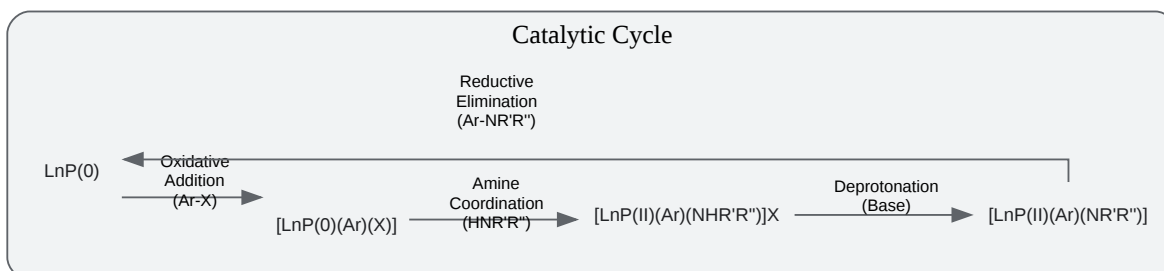 Catalytic Cycle
Reductive
Elimination
(Ar-NR'R")
LnP(0)
Oxidative
Addition
(Ar-X)
[LnP(0)(Ar)(X)]
Amine
Coordination
(HNR'R")
[LnP(II)(Ar)(NHR'R")]X
Deprotonation
(Base)
[LnP(II)(Ar)(NR'R")]